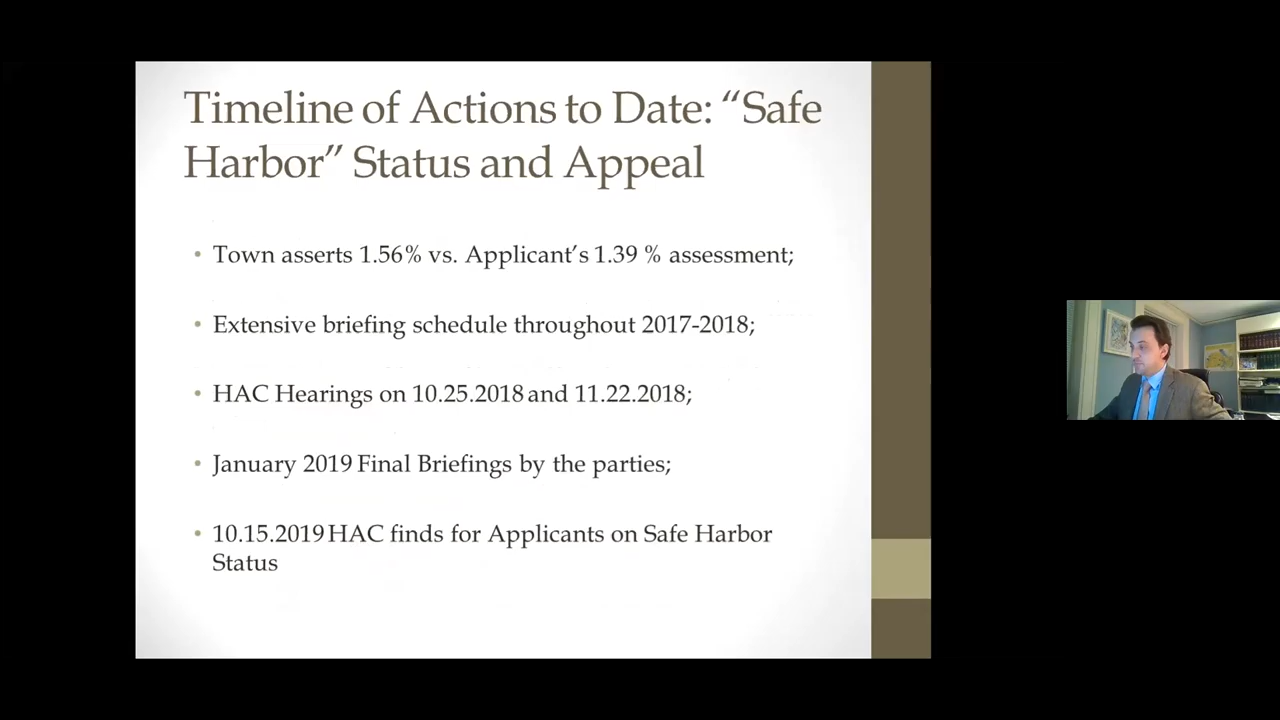 Timeline of Actions to Date: “Safe
Harbor” Status and Appeal
• Town asserts 1.56% vs. Applicant’s 1.39 % assessment;
• Extensive briefing schedule throughout 2017-2018;
• HAC Hearings on 10.25.2018 and 11.22.2018;
• January 2019 Final Briefings by the parties;
• 10.15.2019 HAC finds for Applicants on Safe Harbor
Status